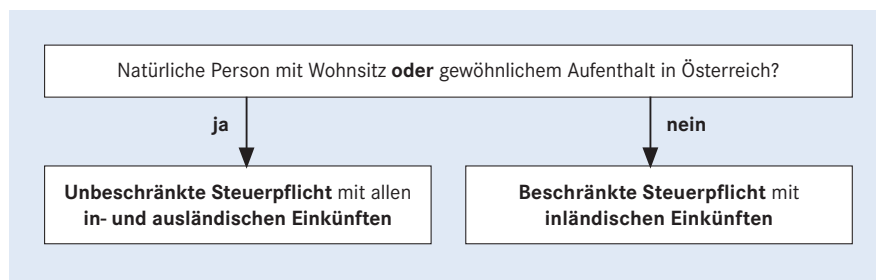 Natürliche Person mit Wohnsitz oder gewöhnlichem Aufenthalt in Österreich?
ja
nein
Unbeschränkte Steuerpflicht mit allen
in- und ausländischen Einkünften
Beschränkte Steuerpflicht mit
inländischen Einkünften